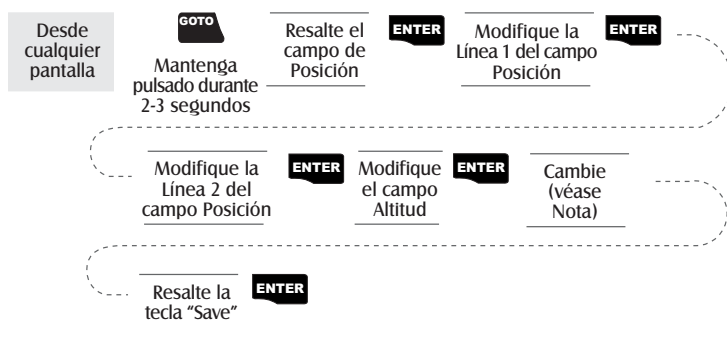 Desde
cualquier
pantalla
GOTO
Mantenga
pulsado durante
2-3 segundos
Resalte el
campo de
Posición
ENTER
Modifique la
Línea 1 del campo
Posición
ENTER
Modifique la
Línea 2 del
campo Posición
ENTER
Modifique
el campo
Altitud
ENTER
Cambie
(véase
Nota)
Resalte la
tecla “Save”
ENTER